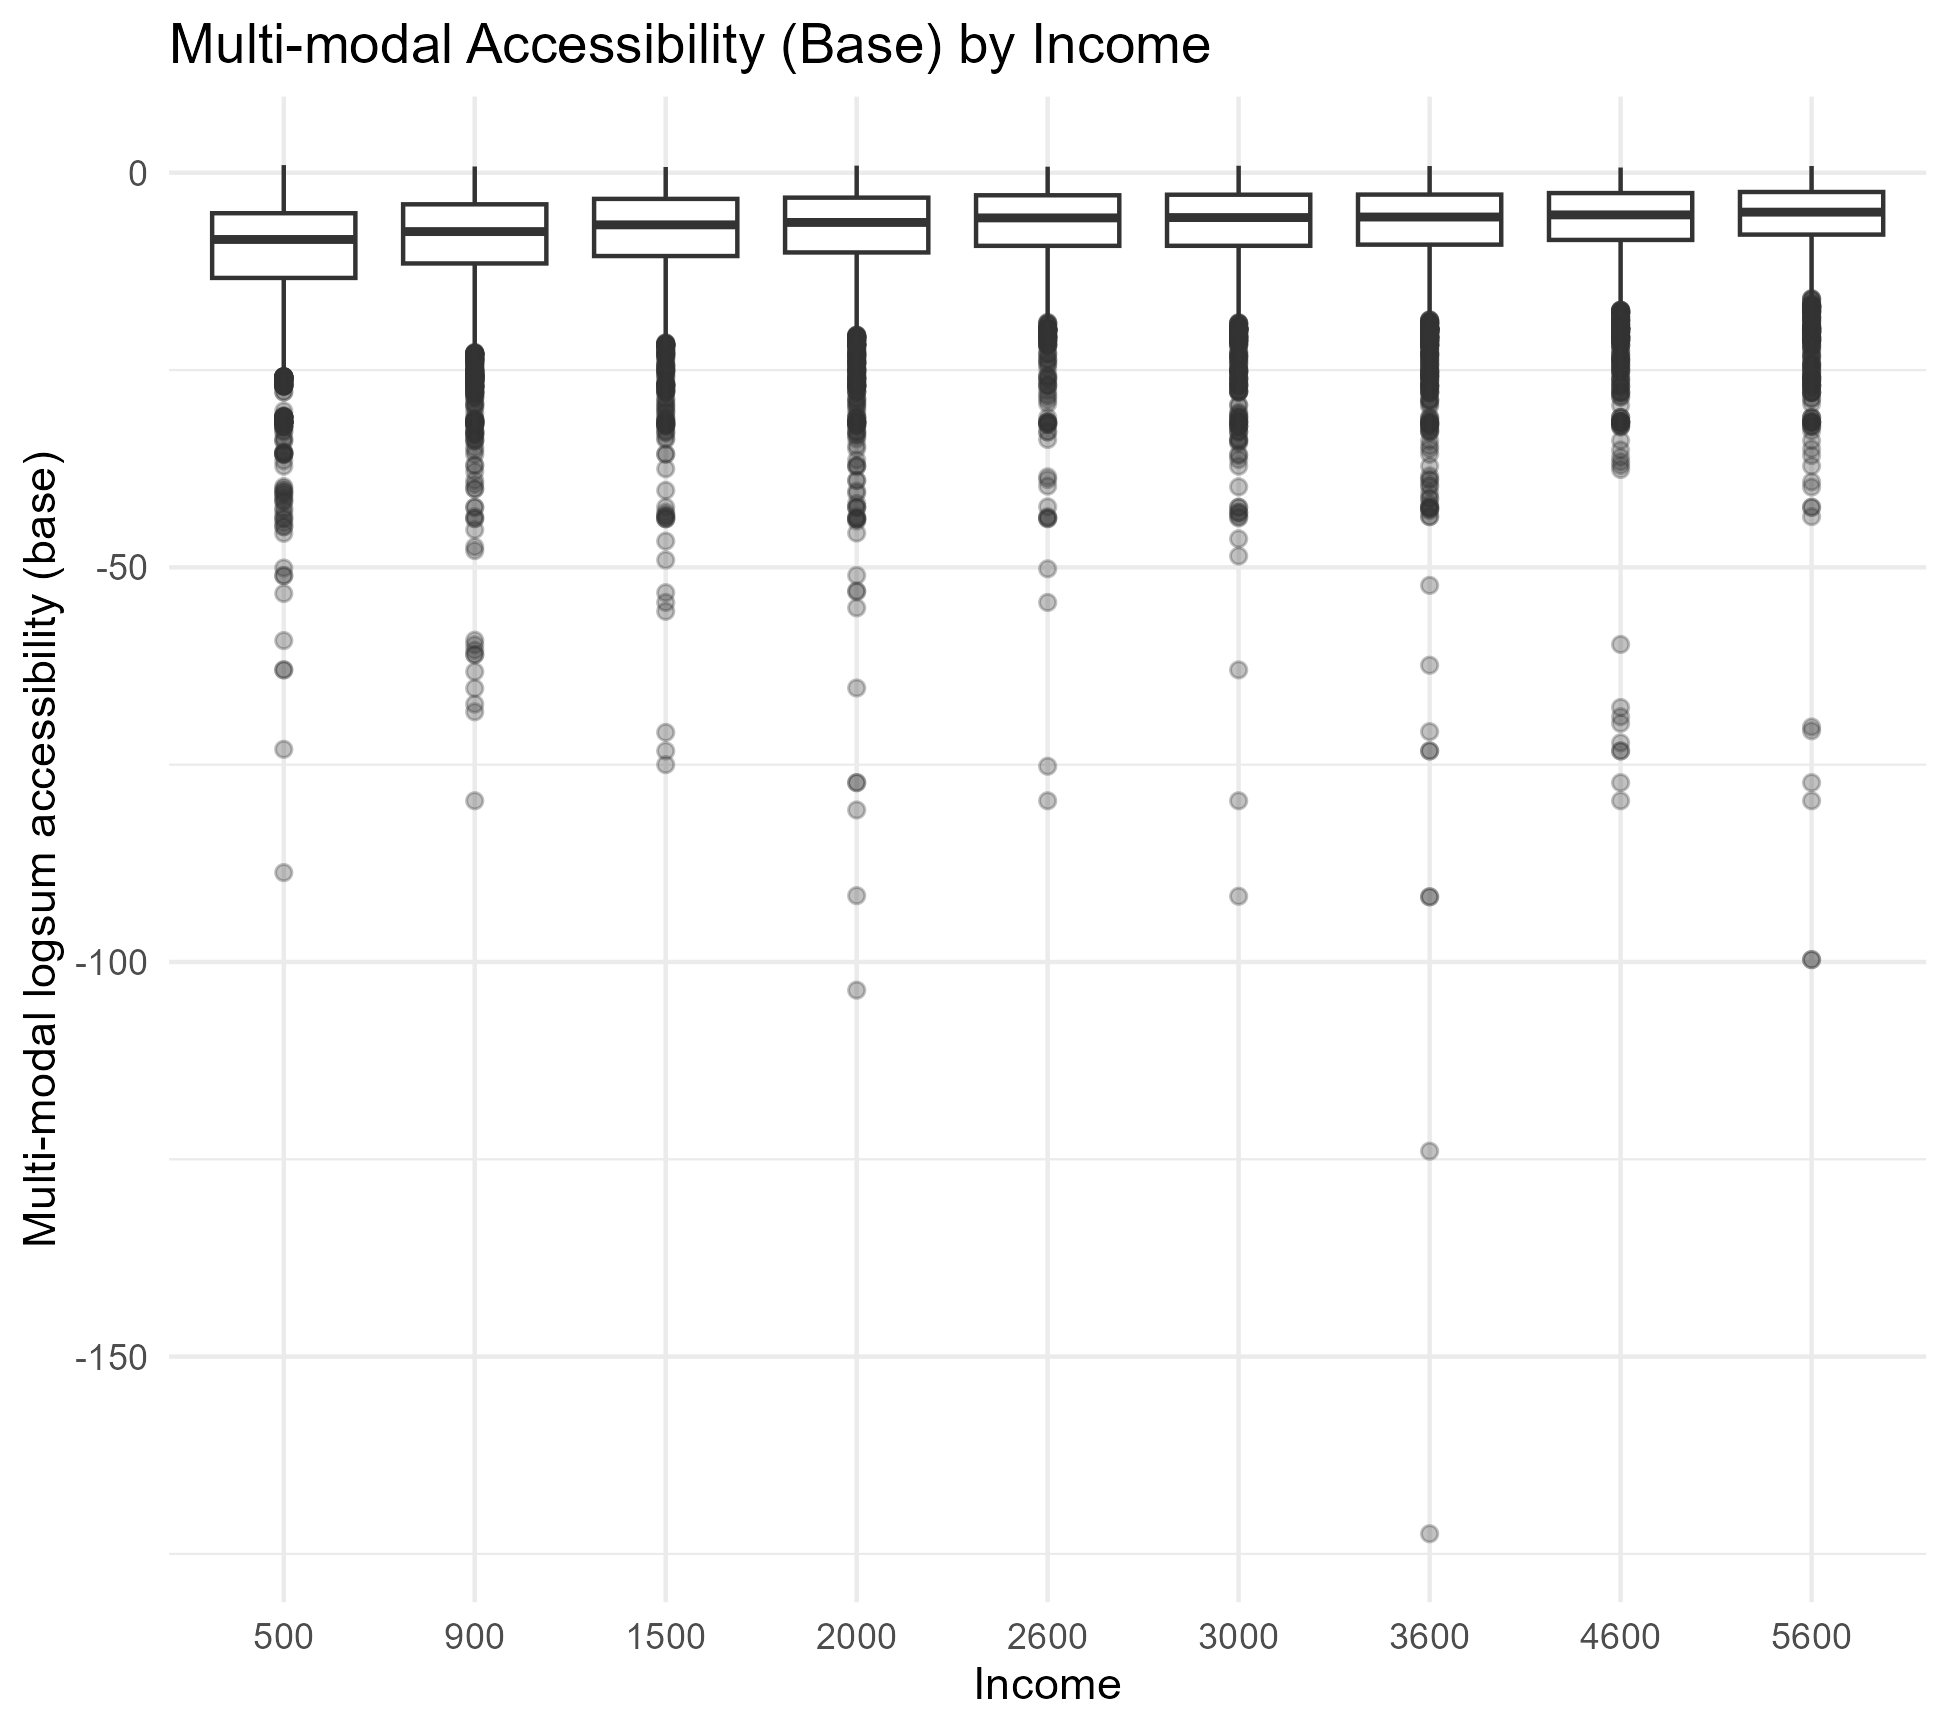 Multi-modal Accessibility (Base) by Income
Multi-modal logsum accessibility (base)
0
-50
-100
-150
500 900 1500 2000 2600 3000 3600 4600 5600
Income